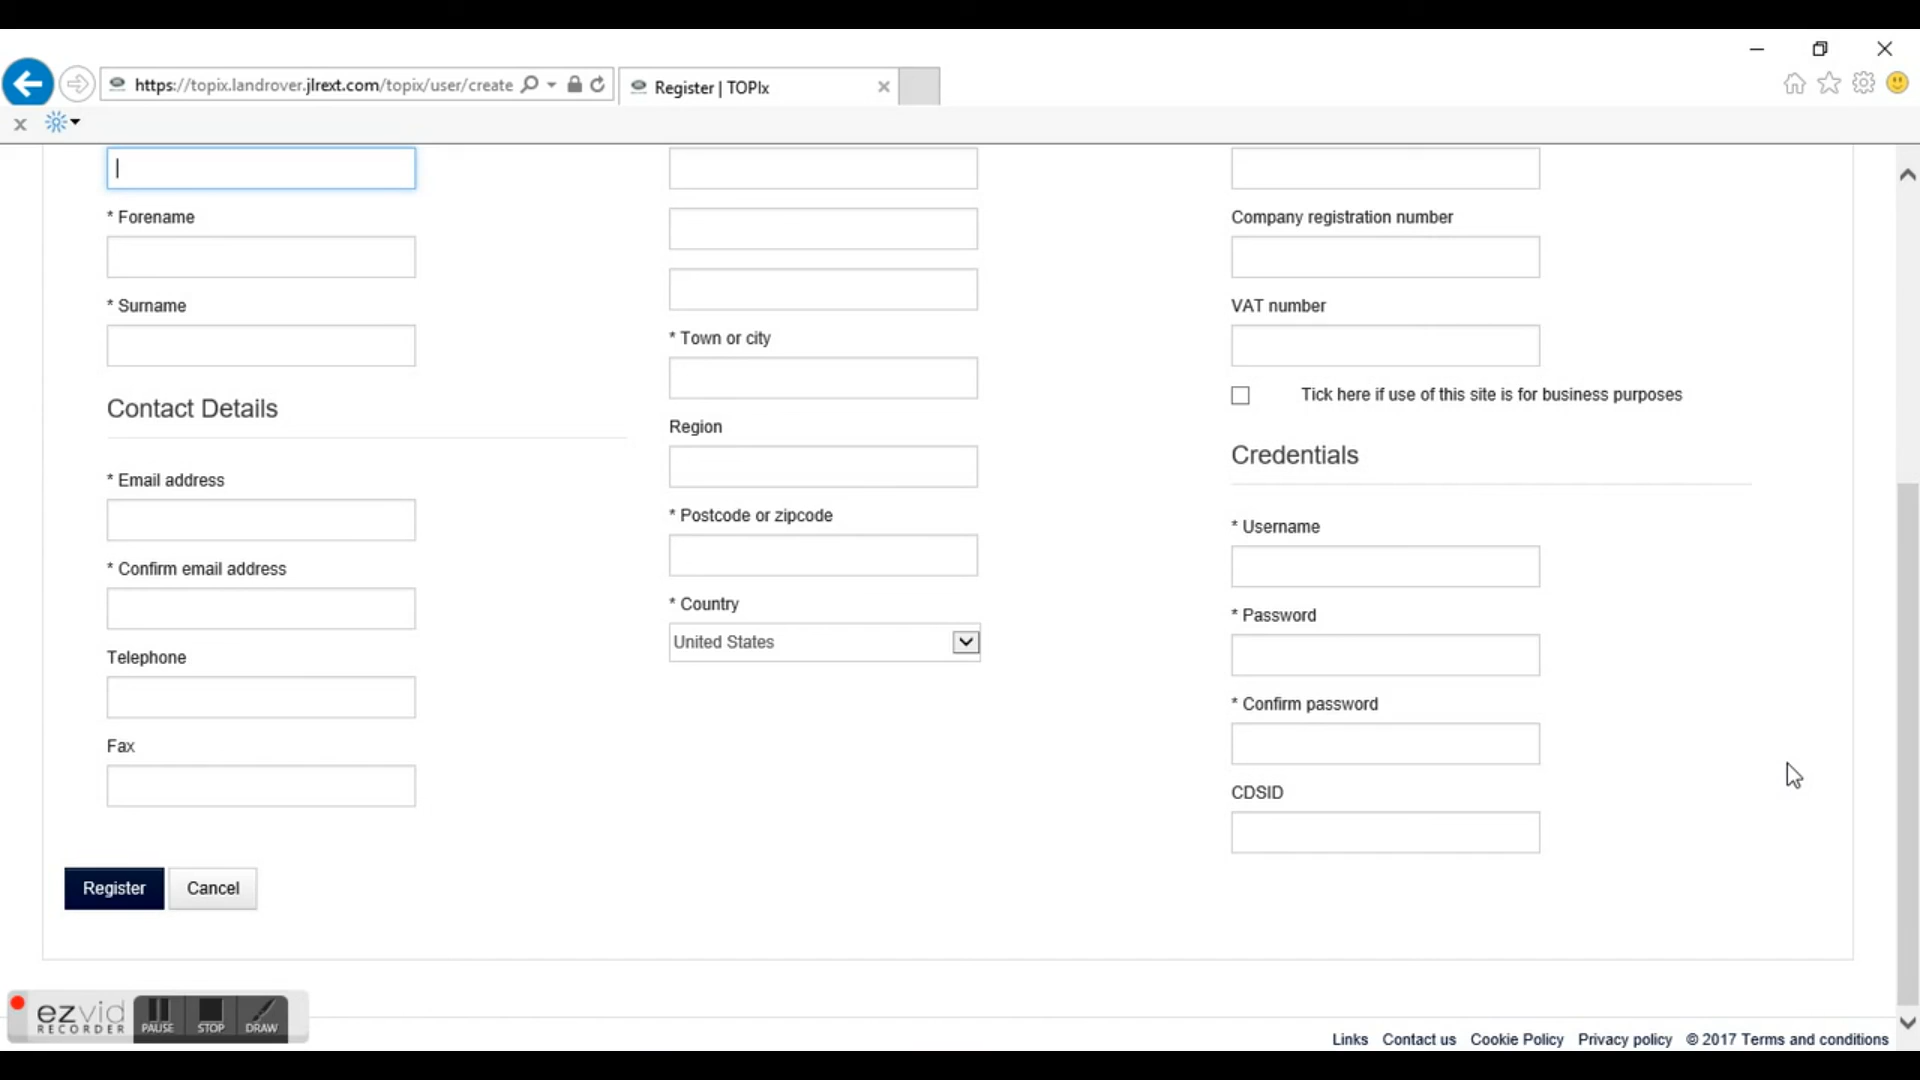 https://topix.landrover.jlrext.com/topix/user/create
Register | TOPIx
* Forename
* Surname
Contact Details
* Email address
* Confirm email address
Telephone
Fax
* Town or city
Region
* Postcode or zipcode
* Country
United States
Company registration number
VAT number
Tick here if use of this site is for business purposes
Credentials
* Username
* Password
* Confirm password
CDSID
Register
Cancel
ezvid
RECORDER
PAUSE
STOP
DRAW
Links
Contact us
Cookie Policy
Privacy policy
© 2017 Terms and conditions